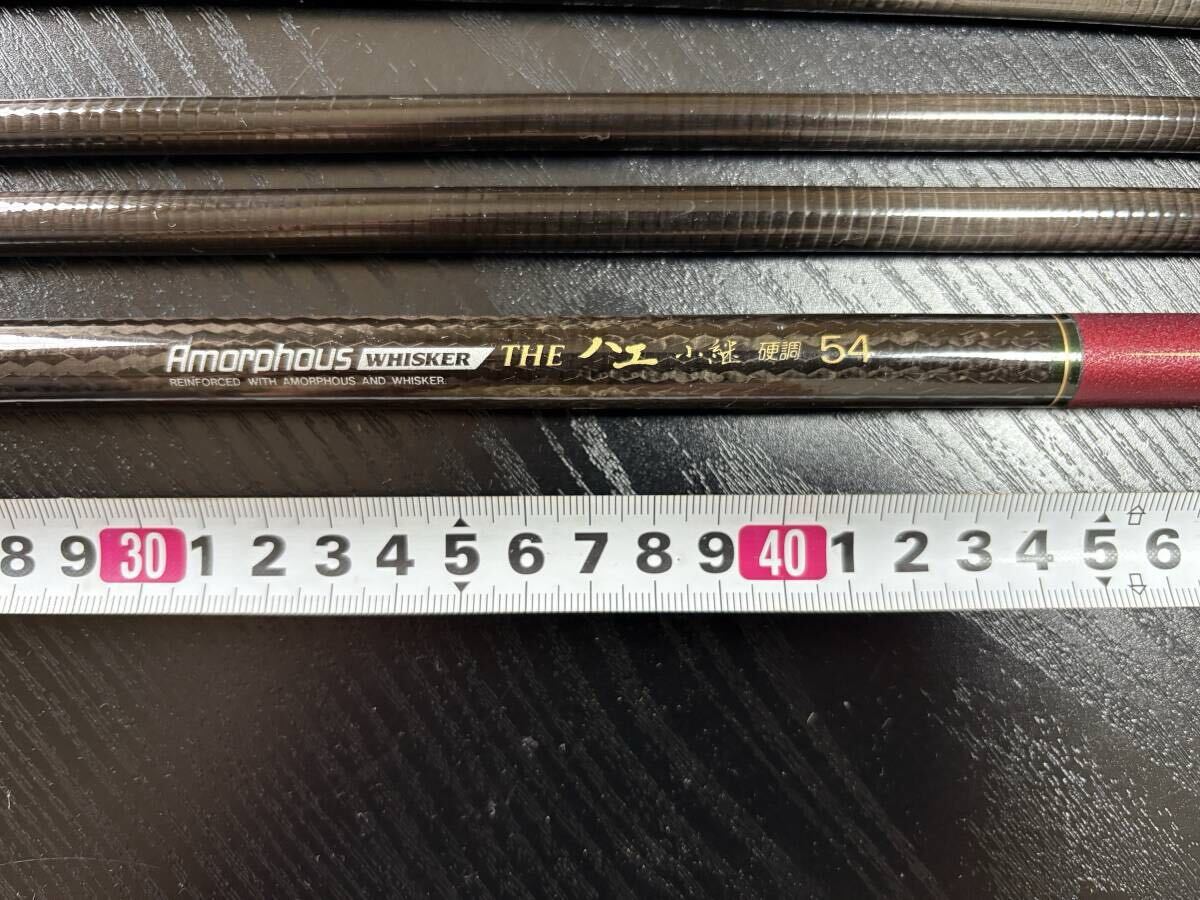 Amorphous WHISKER THE ハエ 小継 硬調 54
REINFORCED WITH AMORPHOUS AND WHISKER.
8 9 30 1 2 3 4 5 6 7 8 9 40 1 2 3 4 5 6